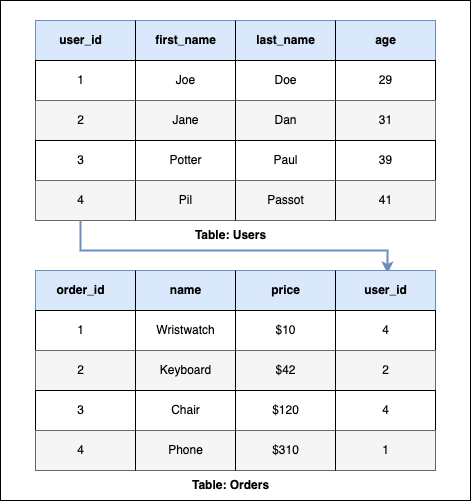 user_id first_name last_name age
1 Joe Doe 29
2 Jane Dan 31
3 Potter Paul 39
4 Pil Passot 41
Table: Users
order_id name price user_id
1 Wristwatch $10 4
2 Keyboard $42 2
3 Chair $120 4
4 Phone $310 1
Table: Orders